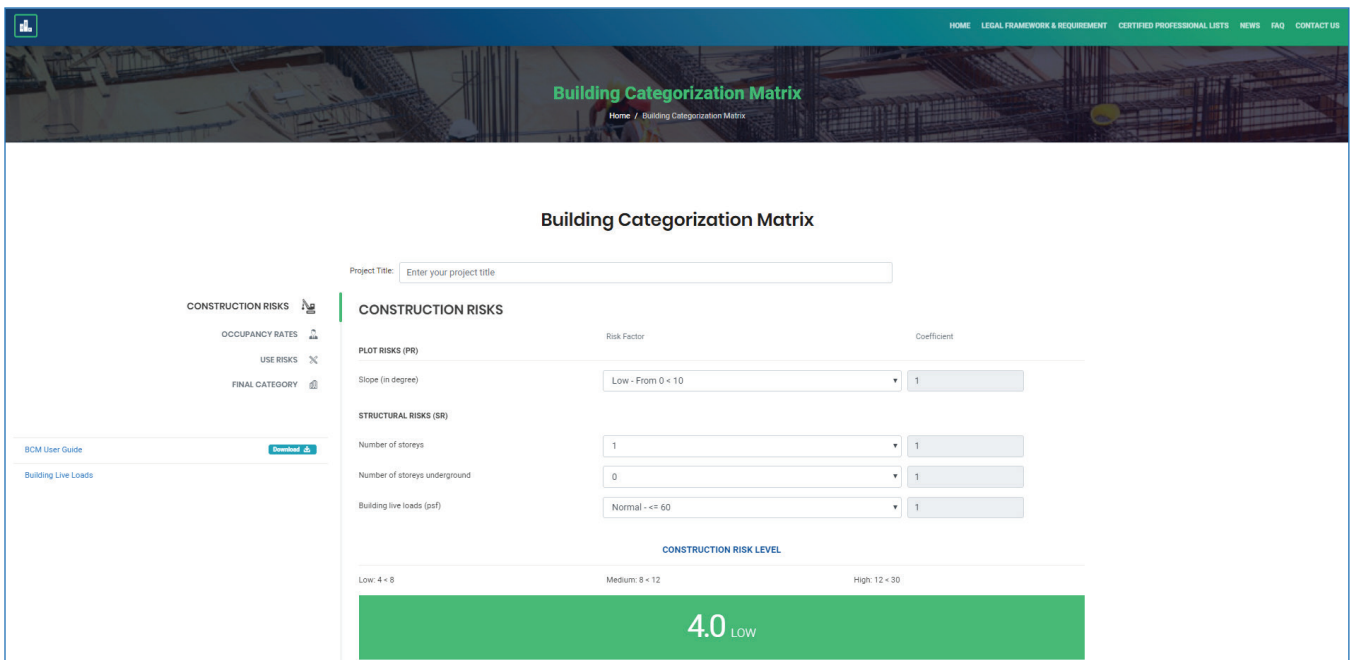 HOME LEGAL FRAMEWORK & REQUIREMENT CERTIFIED PROFESSIONAL LISTS NEWS FAQ CONTACT US
Building Categorization Matrix
Home / Building Categorization Matrix
Building Categorization Matrix
Project Title: Enter your project title
CONSTRUCTION RISKS
OCCUPANCY RATES
USE RISKS
FINAL CATEGORY
BCM User Guide Download
Building Live Loads
CONSTRUCTION RISKS
Risk Factor Coefficient
PLOT RISKS (PR)
Slope (in degree) Low - From 0 < 10 1
STRUCTURAL RISKS (SR)
Number of storeys 1 1
Number of storeys underground 0 1
Building live loads (psf) Normal - <= 60 1
CONSTRUCTION RISK LEVEL
Low: 4 < 8 Medium: 8 < 12 High: 12 < 30
4.0 LOW